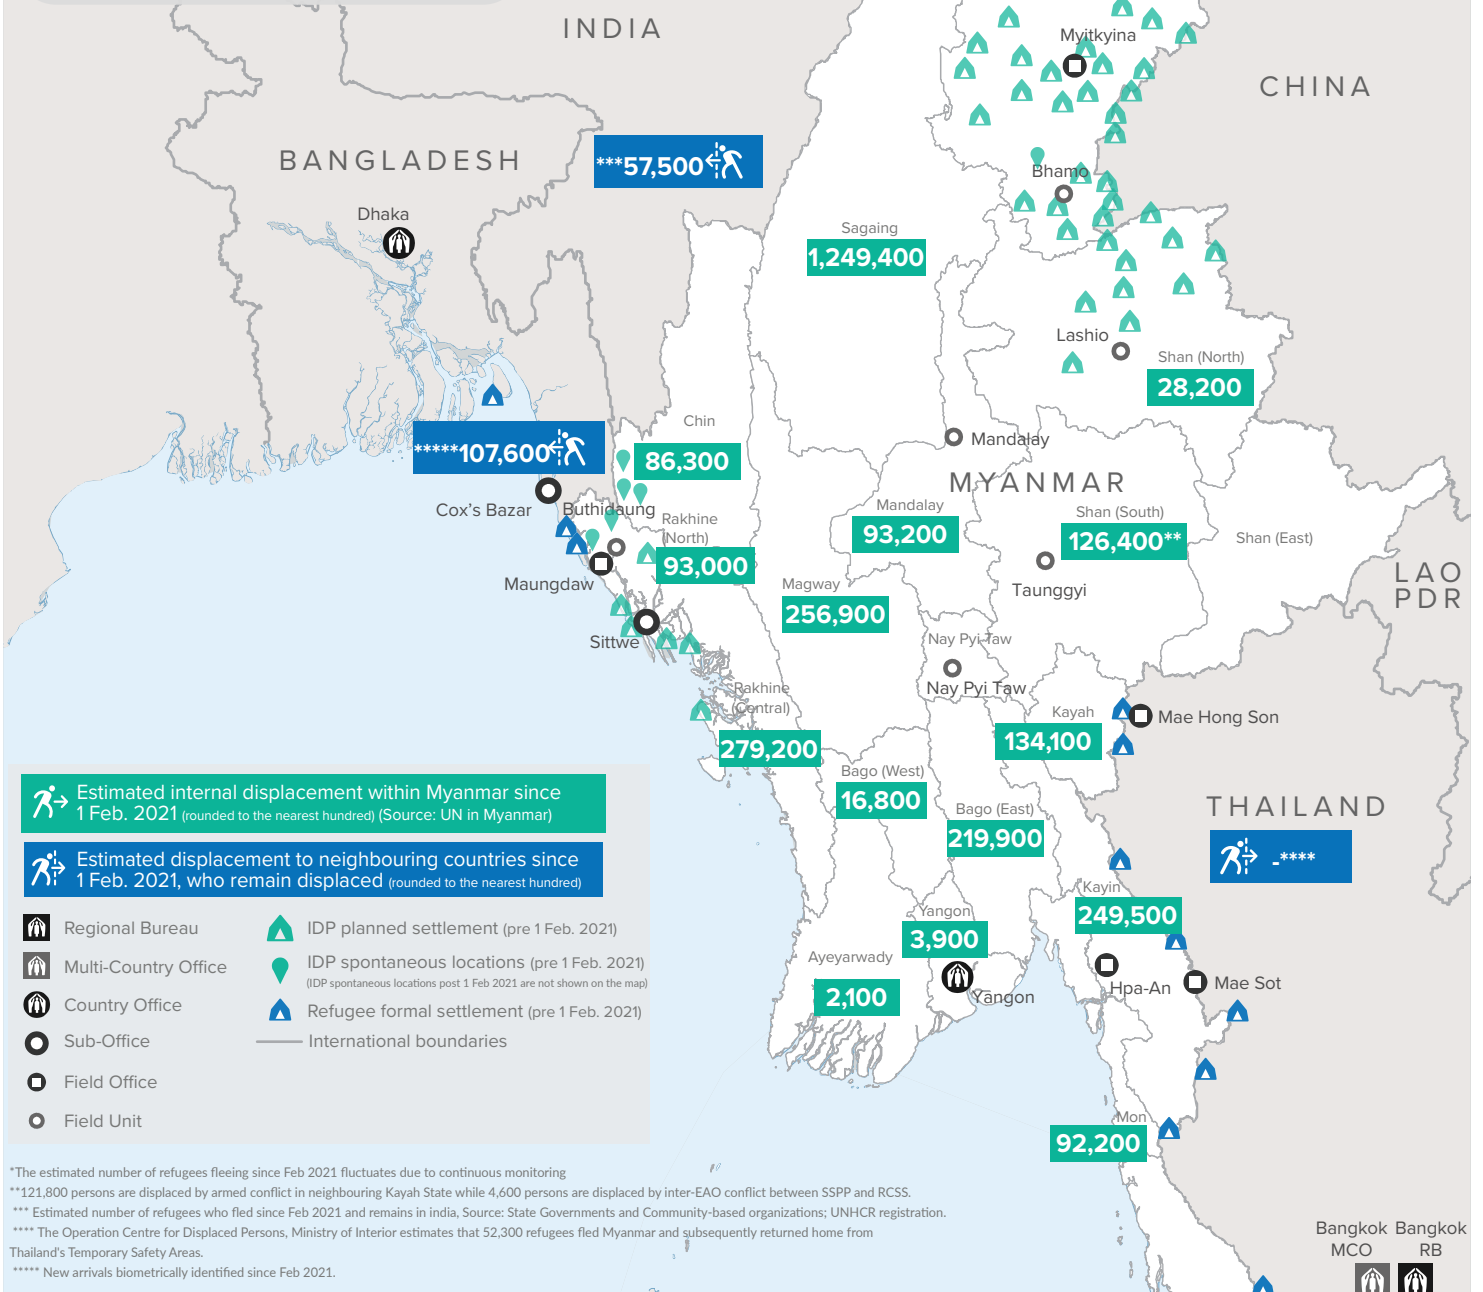 INDIA
Myitkyina
CHINA
BANGLADESH
***57,500
Bhamo
Dhaka
Sagaing
1,249,400
Lashio
Shan (North)
28,200
Chin
*****107,600
86,300
Mandalay
MYANMAR
Cox's Bazar
Buthidaung
Rakhine
(North)
93,000
Mandalay
93,200
Shan (South)
126,400**
Shan (East)
LAO
PDR
Maungdaw
Magway
256,900
Taunggyi
Sittwe
Nay Pyi Taw
Nay Pyi Taw
Rakhine
(Central)
279,200
Kayah
134,100
Mae Hong Son
Bago (West)
16,800
Bago (East)
219,900
THAILAND
-****
Kayin
249,500
Yangon
3,900
Ayeyarwady
2,100
Yangon
Hpa-An
Mae Sot
Mon
92,200
Estimated internal displacement within Myanmar since
1 Feb. 2021 (rounded to the nearest hundred) (Source: UN in Myanmar)
Estimated displacement to neighbouring countries since
1 Feb. 2021, who remain displaced (rounded to the nearest hundred)
Regional Bureau
Multi-Country Office
Country Office
Sub-Office
Field Office
Field Unit
IDP planned settlement (pre 1 Feb. 2021)
IDP spontaneous locations (pre 1 Feb. 2021)
(IDP spontaneous locations post 1 Feb 2021 are not shown on the map)
Refugee formal settlement (pre 1 Feb. 2021)
International boundaries
*The estimated number of refugees fleeing since Feb 2021 fluctuates due to continuous monitoring
**121,800 persons are displaced by armed conflict in neighbouring Kayah State while 4,600 persons are displaced by inter-EAO conflict between SSPP and RCSS.
*** Estimated number of refugees who fled since Feb 2021 and remains in india, Source: State Governments and Community-based organizations; UNHCR registration.
**** The Operation Centre for Displaced Persons, Ministry of Interior estimates that 52,300 refugees fled Myanmar and subsequently returned home from
Thailand's Temporary Safety Areas.
***** New arrivals biometrically identified since Feb 2021.
Bangkok
MCO
Bangkok
RB